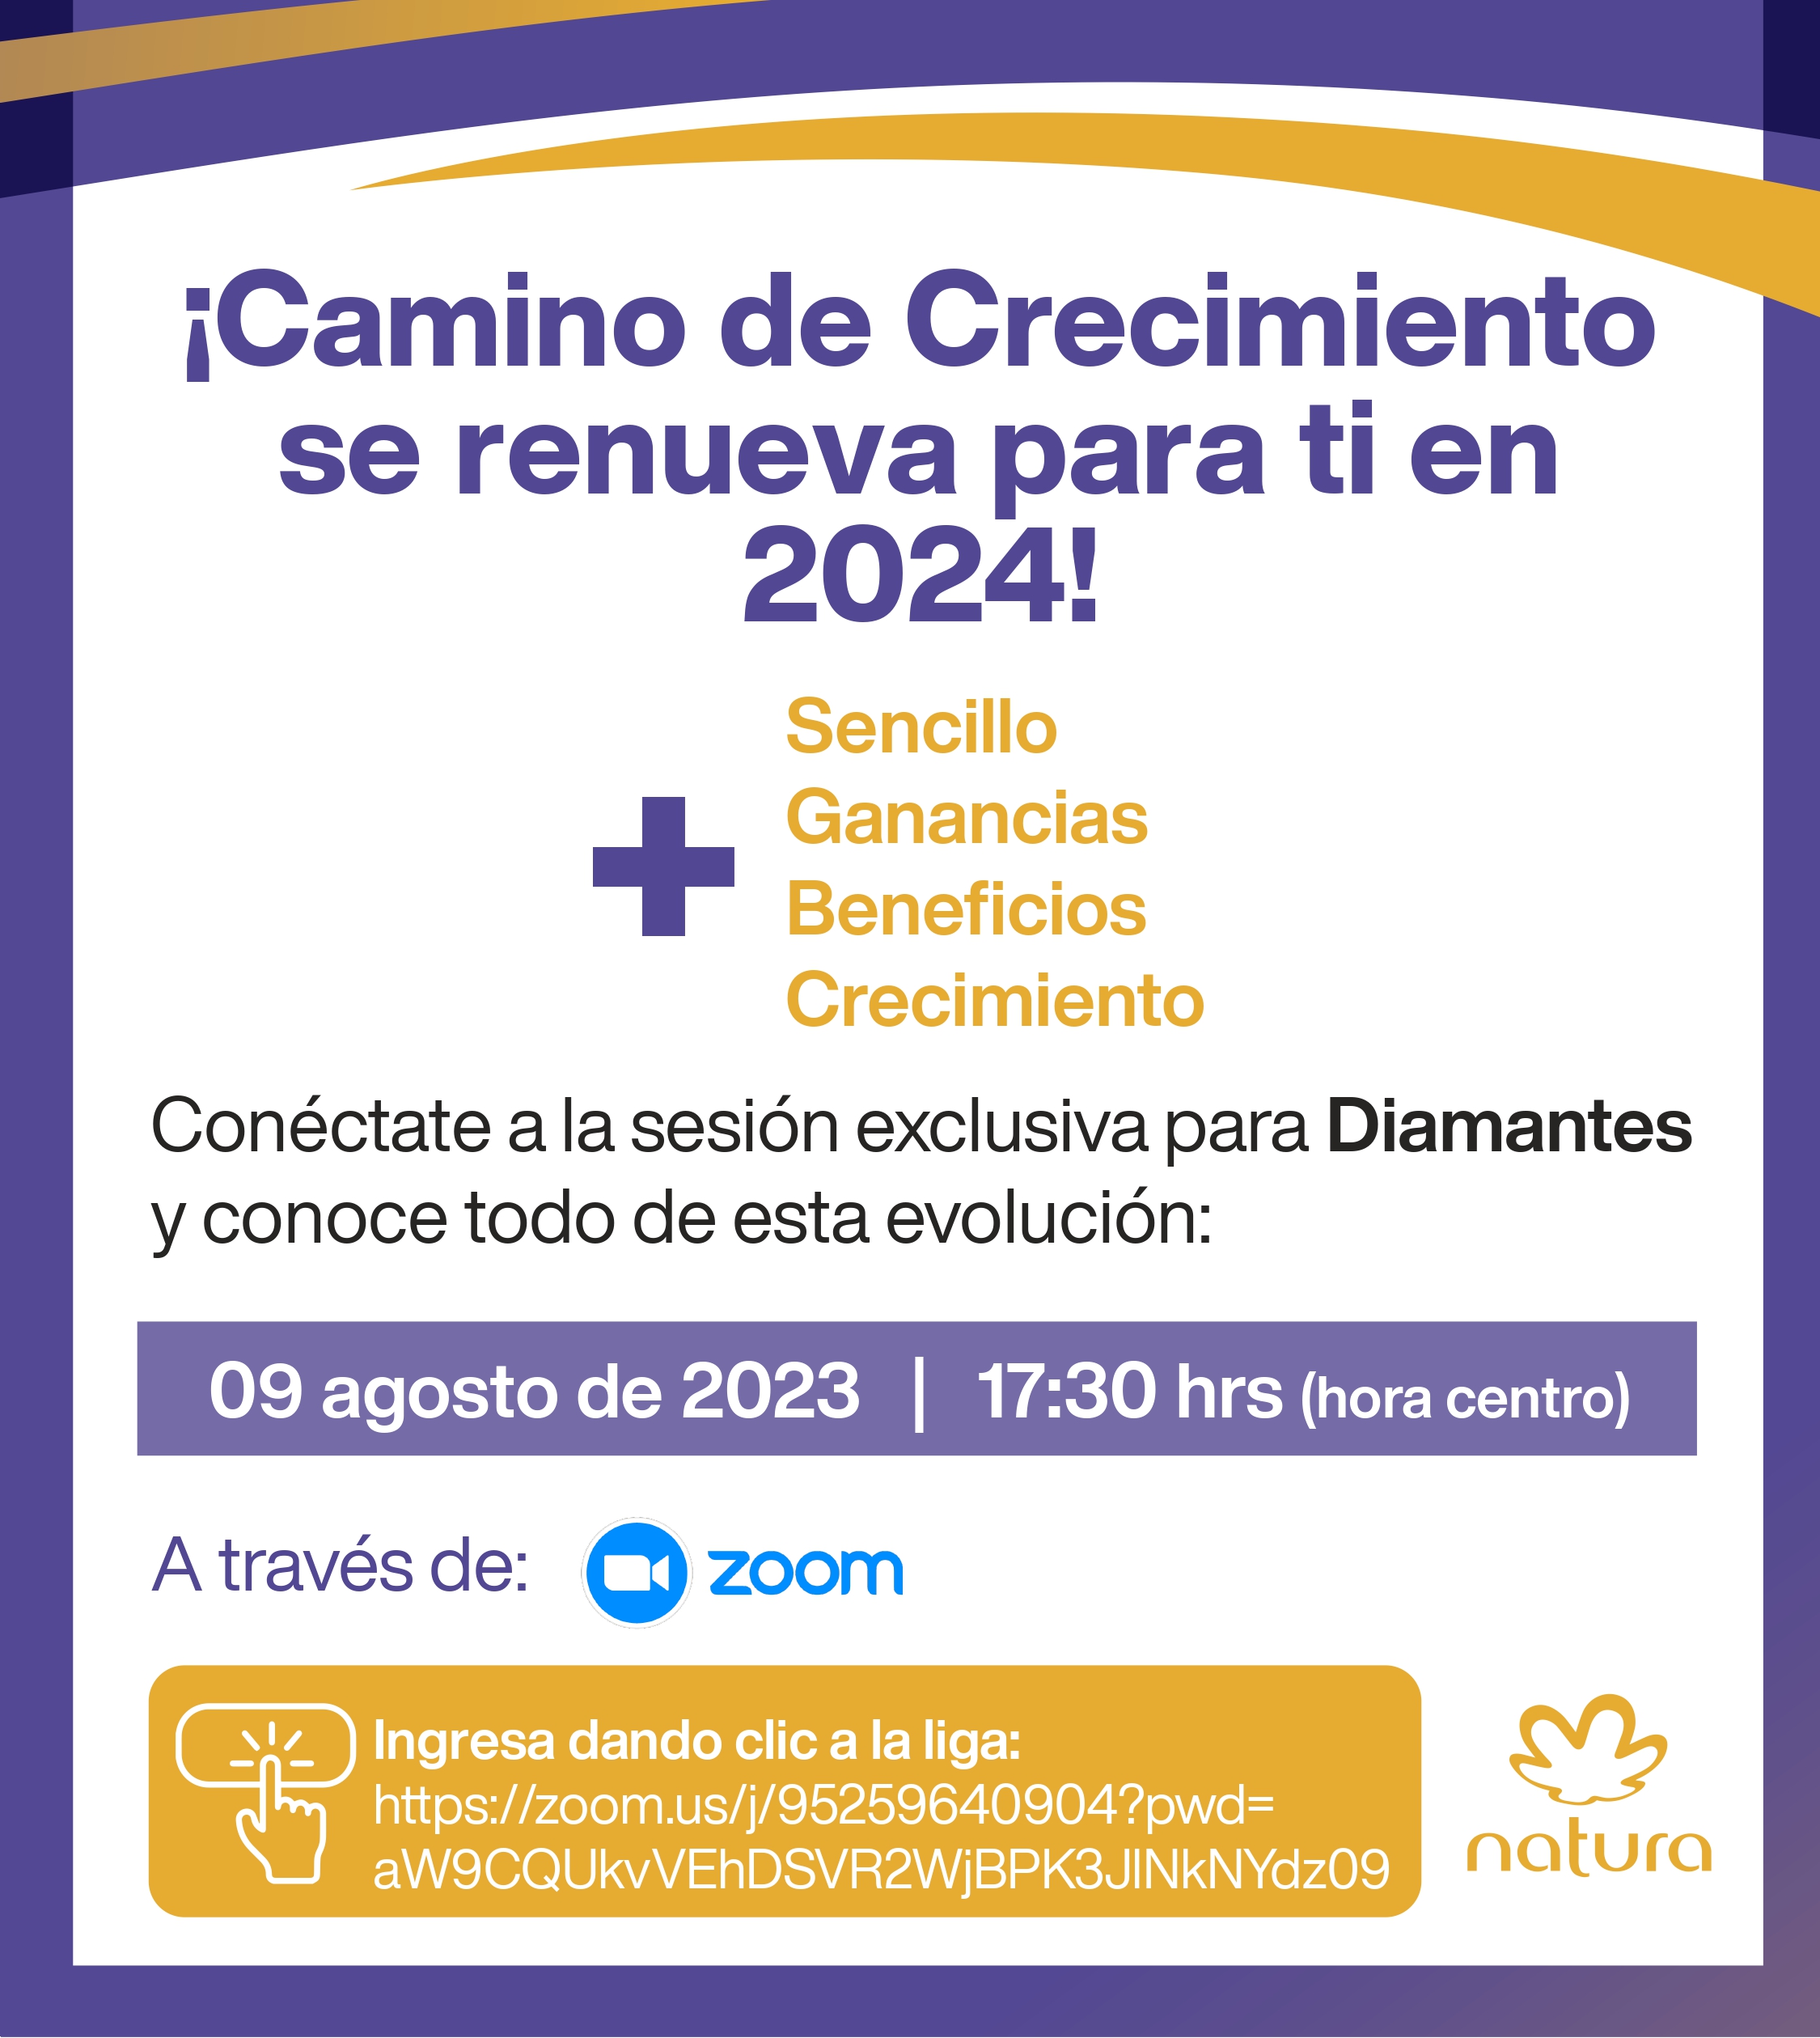 ¡Camino de Crecimiento
se renueva para ti en
2024!
Sencillo
+ Ganancias
Beneficios
Crecimiento
Conéctate a la sesión exclusiva para Diamantes
y conoce todo de esta evolución:
09 agosto de 2023 | 17:30 hrs (hora centro)
A través de: zoom
Ingresa dando clic a la liga:
https://zoom.us/j/95259640904?pwd=
aW9CQUkvVEhDSVR2WjBPK3JlNkNYdz09
natura